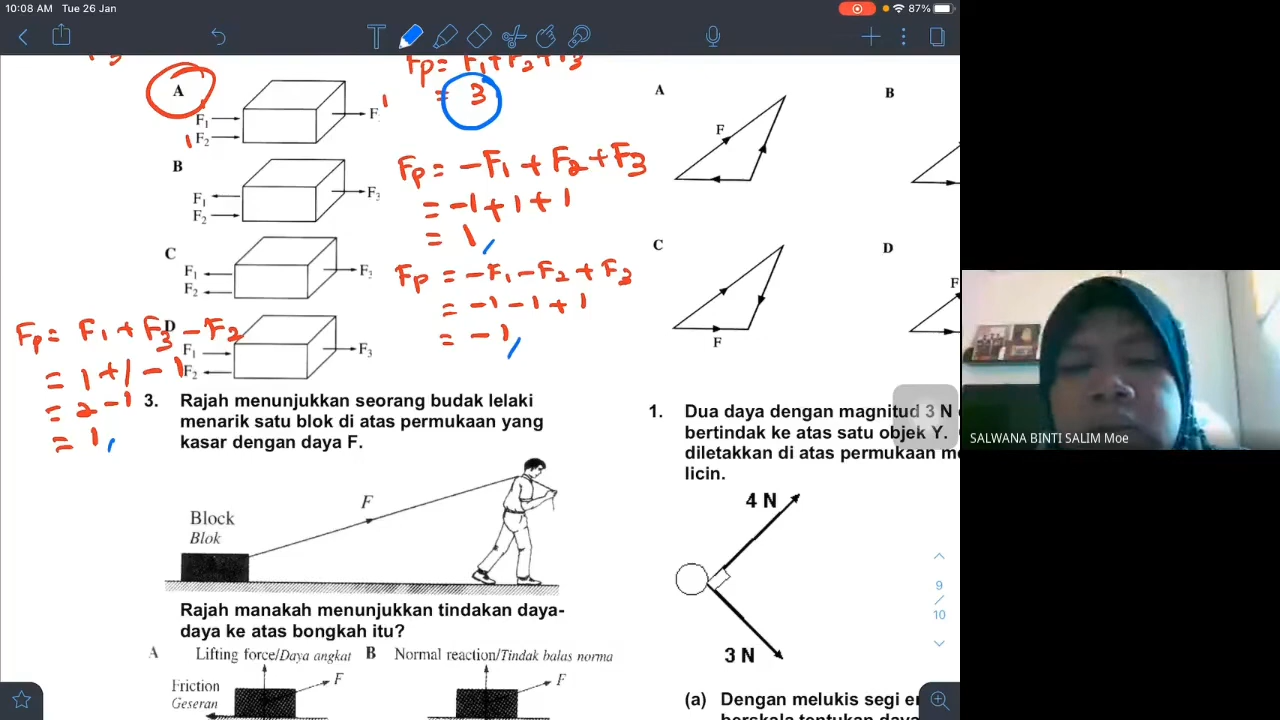 10:08 AM Tue 26 Jan
87%
Fp = F1 + F2 + F3
= 3
A
1
F1
1 F2
F 1
Fp = -F1 + F2 + F3
= -1 + 1 + 1
= 1
B
F1
F2
F3
C
F1
F2
F3
Fp = -F1 - F2 + F3
= -1 - 1 + 1
= -1
D
F1
F2
F3
Fp = F1 + F3 - F2
= 1 + 1 - 1
= 2 - 1
= 1
3. Rajah menunjukkan seorang budak lelaki
menarik satu blok di atas permukaan yang
kasar dengan daya F.
F
Block
Blok
Rajah manakah menunjukkan tindakan daya-
daya ke atas bongkah itu?
A Lifting force/Daya angkat
Friction
Geseran
F
B Normal reaction/Tindak balas norma
F
A
F
B
C
F
D
F
1. Dua daya dengan magnitud 3 N
bertindak ke atas satu objek Y.
diletakkan di atas permukaan m
licin.
4 N
3 N
(a) Dengan melukis segi e
berskala tentukan daya
9
/
10
SALWANA BINTI SALIM Moe